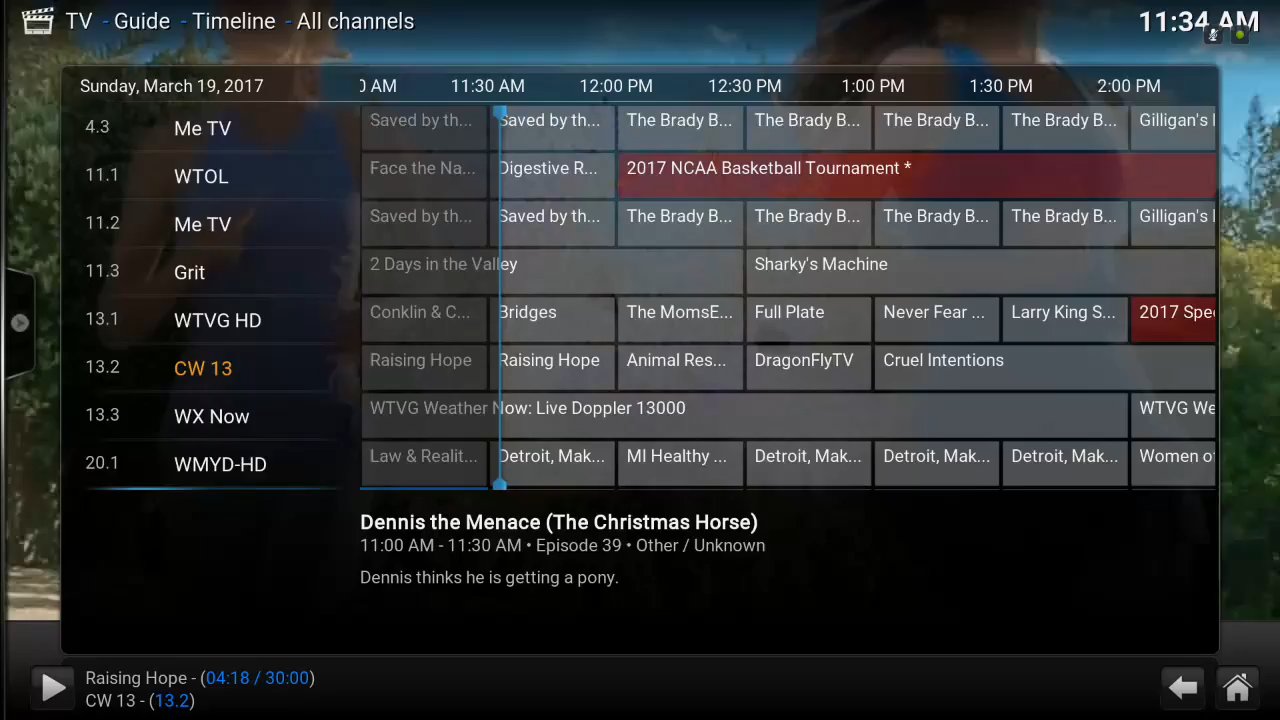 TV - Guide - Timeline - All channels
11:34 AM
Sunday, March 19, 2017 0 AM 11:30 AM 12:00 PM 12:30 PM 1:00 PM 1:30 PM 2:00 PM
4.3 Me TV Saved by th... Saved by th... The Brady B... The Brady B... The Brady B... The Brady B... Gilligan's I
11.1 WTOL Face the Na... Digestive R... 2017 NCAA Basketball Tournament *
11.2 Me TV Saved by th... Saved by th... The Brady B... The Brady B... The Brady B... The Brady B... Gilligan's I
11.3 Grit 2 Days in the Valley Sharky's Machine
13.1 WTVG HD Conklin & C... Bridges The MomsE... Full Plate Never Fear ... Larry King S... 2017 Spec
13.2 CW 13 Raising Hope Raising Hope Animal Res... DragonFlyTV Cruel Intentions
13.3 WX Now WTVG Weather Now: Live Doppler 13000 WTVG We
20.1 WMYD-HD Law & Realit... Detroit, Mak... MI Healthy ... Detroit, Mak... Detroit, Mak... Detroit, Mak... Women o
Dennis the Menace (The Christmas Horse)
11:00 AM - 11:30 AM • Episode 39 • Other / Unknown
Dennis thinks he is getting a pony.
Raising Hope - (04:18 / 30:00)
CW 13 - (13.2)